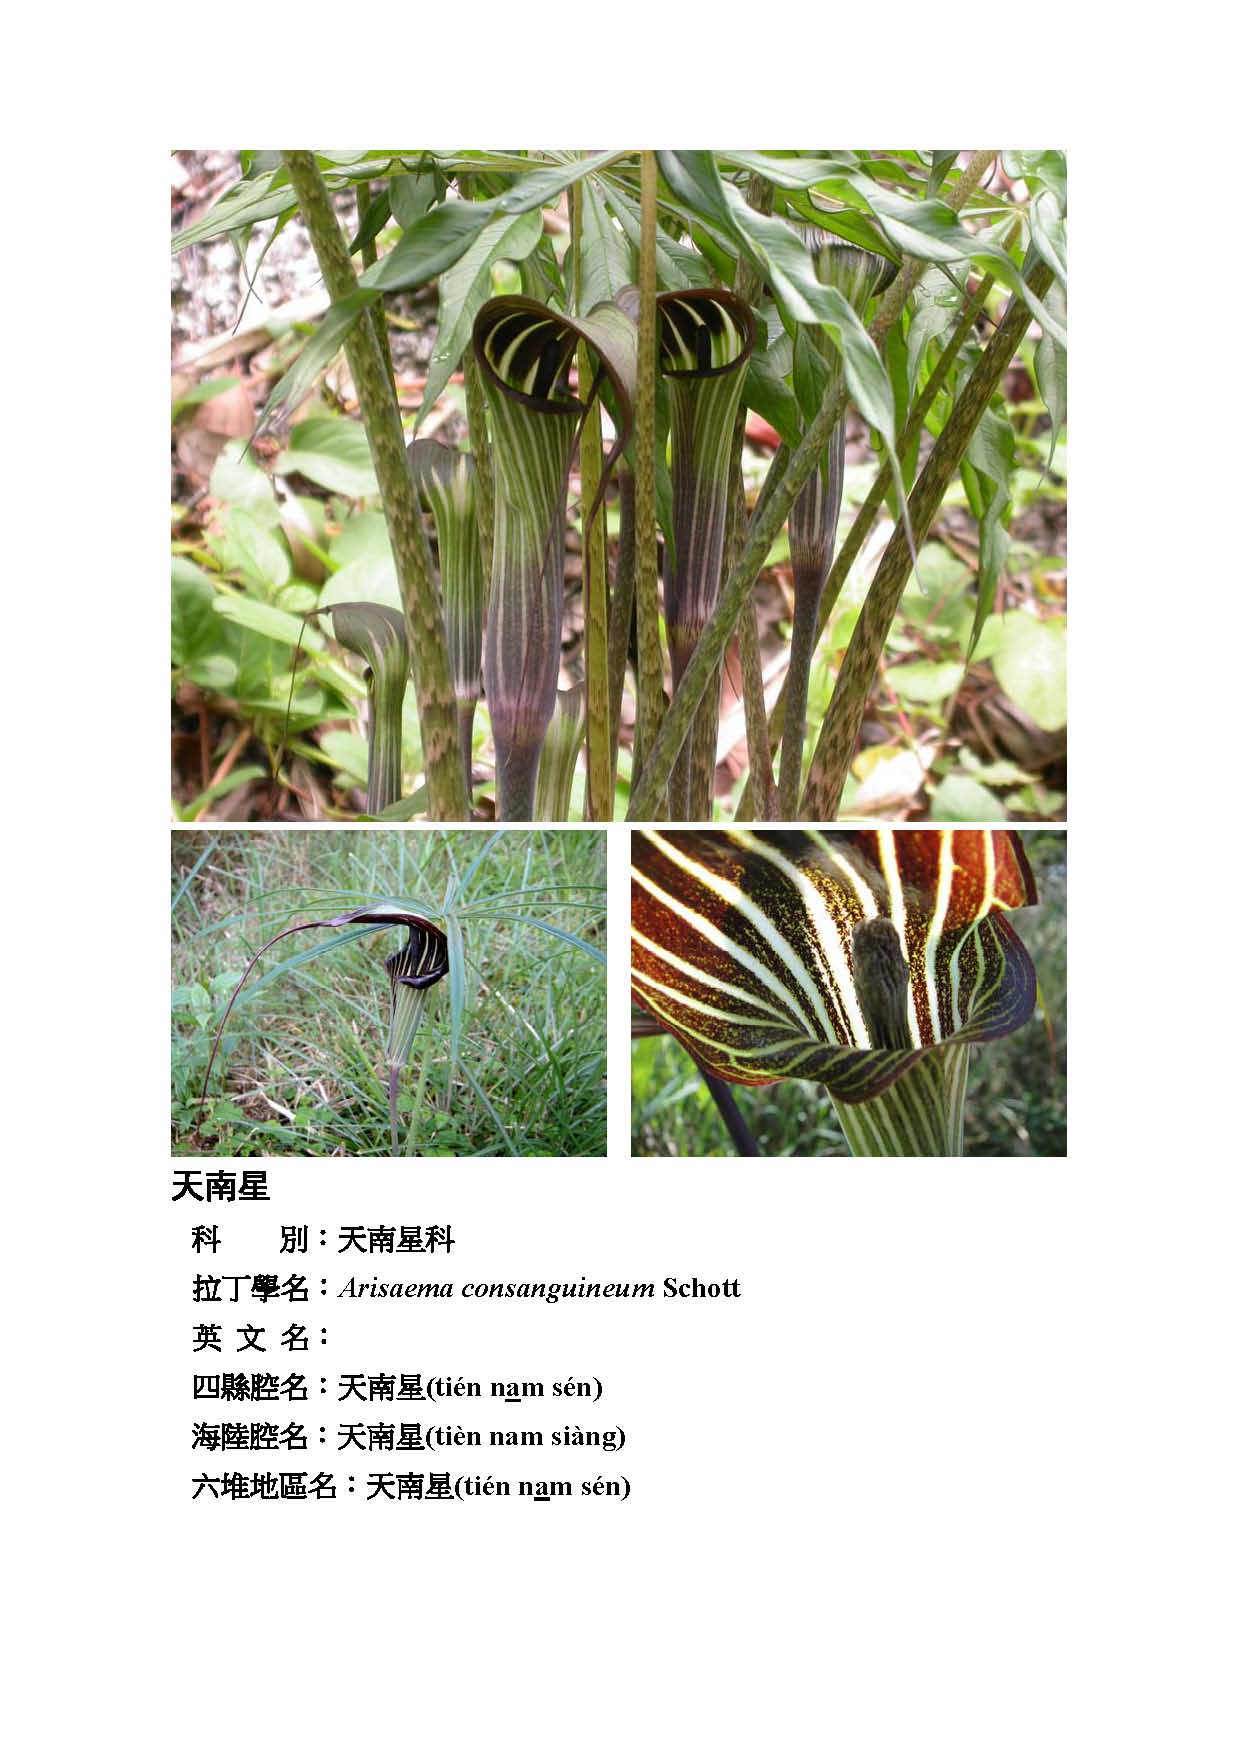 天南星
科　　別：天南星科
拉丁學名：Arisaema consanguineum Schott
英 文 名：
四縣腔名：天南星(tién na̲m sén)
海陸腔名：天南星(tièn nam siàng)
六堆地區名：天南星(tién na̲m sén)